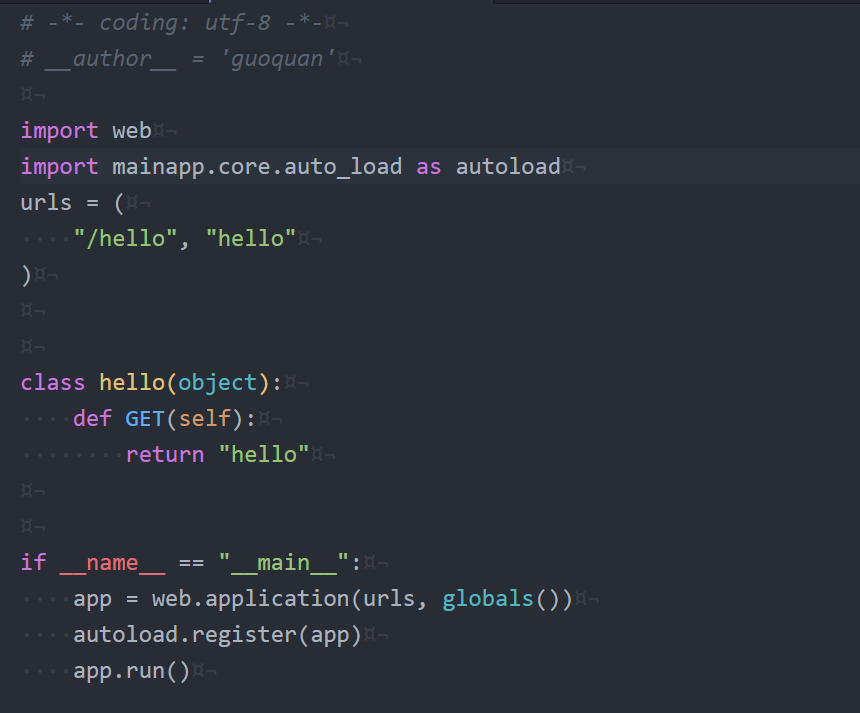 # -*- coding: utf-8 -*-
# __author__ = 'guoquan'

import web
import mainapp.core.auto_load as autoload
urls = (
    "/hello", "hello"
)


class hello(object):
    def GET(self):
        return "hello"


if __name__ == "__main__":
    app = web.application(urls, globals())
    autoload.register(app)
    app.run()